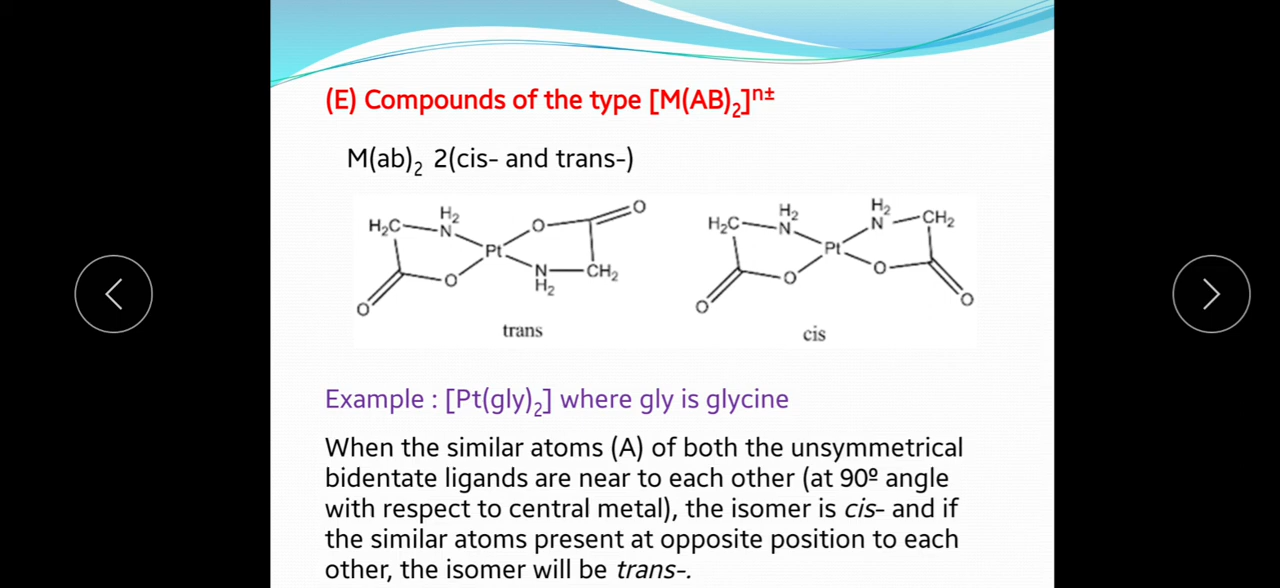 (E) Compounds of the type [M(AB)₂]ⁿ±
M(ab)₂ 2(cis- and trans-)
H₂C H₂ N Pt O O N H₂ CH₂ O O
trans
H₂C H₂ N Pt H₂ N CH₂ O O O O
cis
Example : [Pt(gly)₂] where gly is glycine
When the similar atoms (A) of both the unsymmetrical
bidentate ligands are near to each other (at 90º angle
with respect to central metal), the isomer is cis- and if
the similar atoms present at opposite position to each
other, the isomer will be trans-.